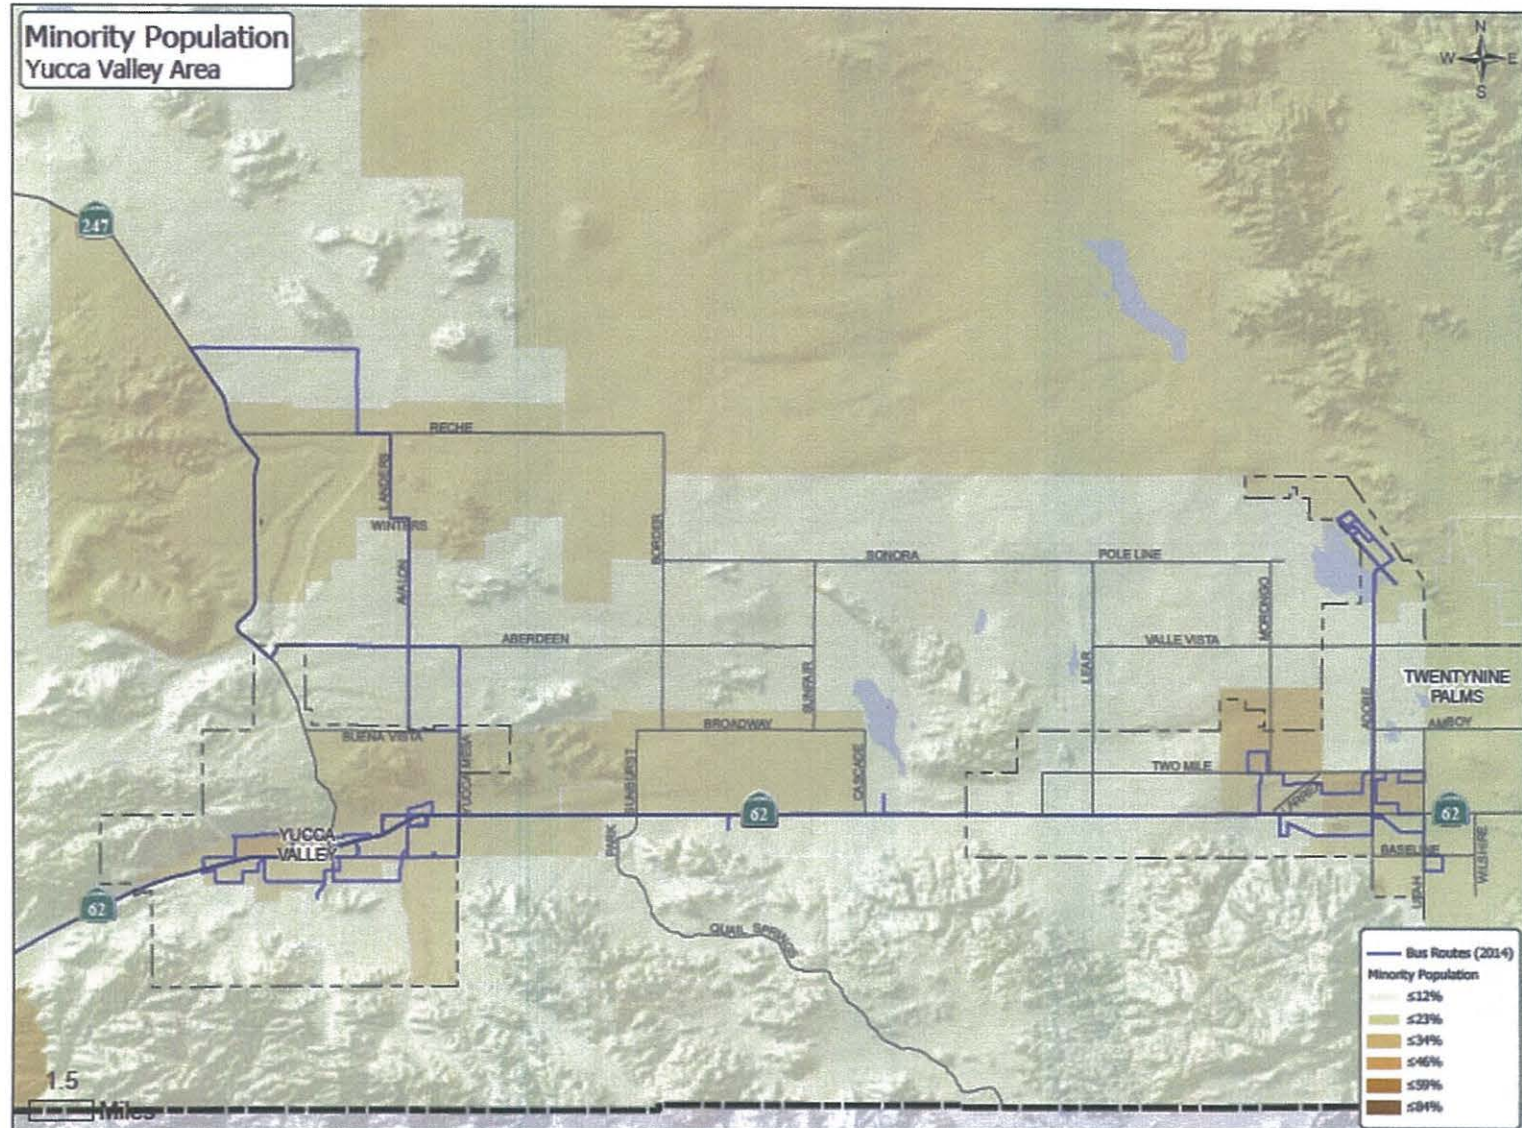 Minority Population
Yucca Valley Area
N
W E
S
247
RECHE
LANDERS
WINTERS
BORDER
SONORA
POLE LINE
AVALON
MORONGO
ABERDEEN
VALLE VISTA
SUNFAIR
LEAR
TWENTYNINE
PALMS
ADOBE
BROADWAY
AMBOY
BUENA VISTA
YUCCA MESA
SUNBURST
CASCADE
TWO MILE
62
62
YUCCA
VALLEY
PARK
BASELINE
WILSHIRE
UTAH
62
QUAIL SPRINGS
Bus Routes (2014)
Minority Population
≤12%
≤23%
≤34%
≤46%
≤59%
≤84%
1.5
Miles